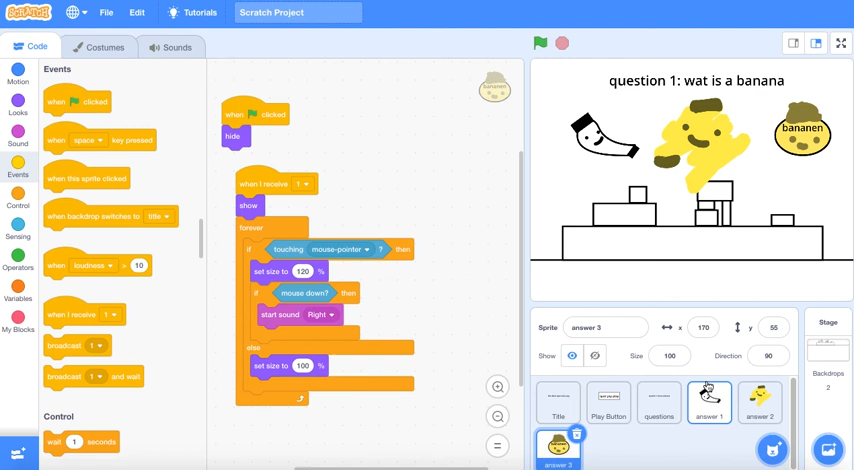 SCRATCH
File
Edit
Tutorials
Scratch Project
Code
Costumes
Sounds
Motion
Looks
Sound
Events
Control
Sensing
Operators
Variables
My Blocks
Events
when clicked
when space key pressed
when this sprite clicked
when backdrop switches to title
when loudness > 10
when I receive 1
broadcast 1
broadcast 1 and wait
Control
wait 1 seconds
when clicked
hide
when I receive 1
show
forever
if touching mouse-pointer ? then
set size to 120 %
if mouse down? then
start sound Right
else
set size to 100 %
bananen
question 1: wat is a banana
bananen
Sprite answer 3 x 170 y 55
Show Size 100 Direction 90
Stage
Backdrops
2
Title
Play Button
questions
answer 1
answer 2
answer 3